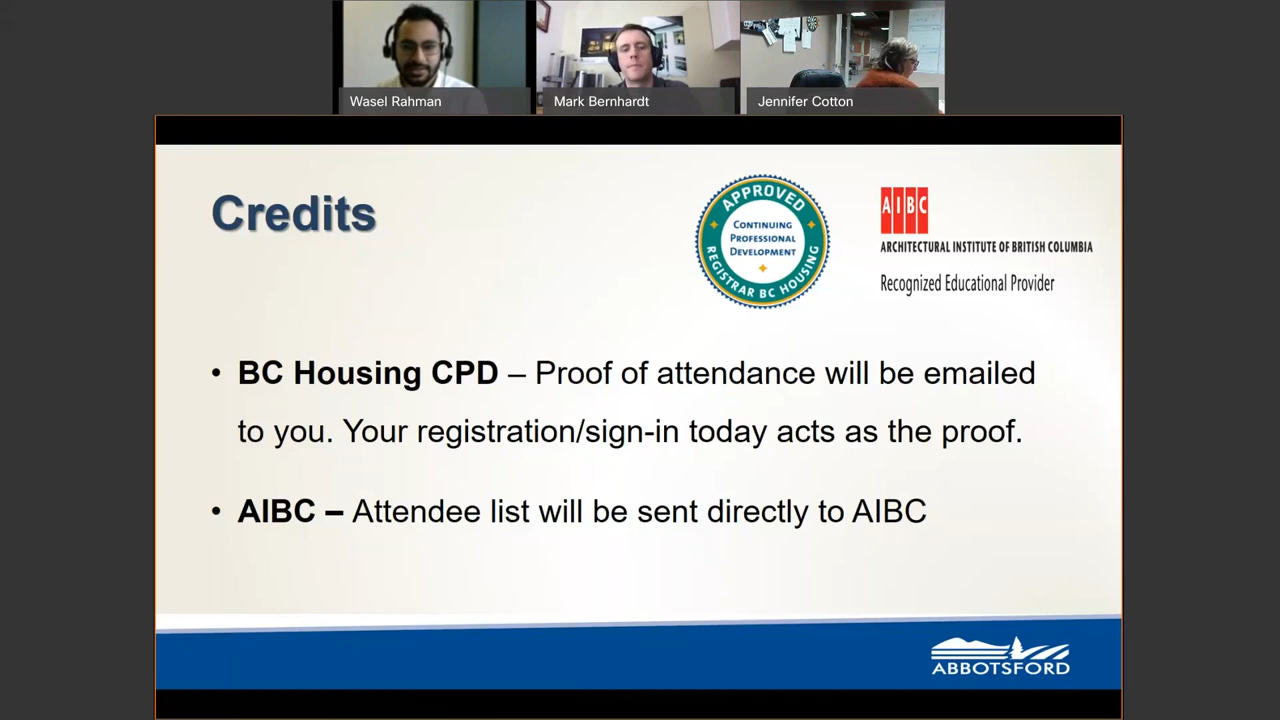 Wasel Rahman
Mark Bernhardt
Jennifer Cotton
Credits
APPROVED
CONTINUING
PROFESSIONAL
DEVELOPMENT
REGISTRAR BC HOUSING
AIBC
ARCHITECTURAL INSTITUTE OF BRITISH COLUMBIA
Recognized Educational Provider
• BC Housing CPD – Proof of attendance will be emailed
to you. Your registration/sign-in today acts as the proof.
• AIBC – Attendee list will be sent directly to AIBC
ABBOTSFORD